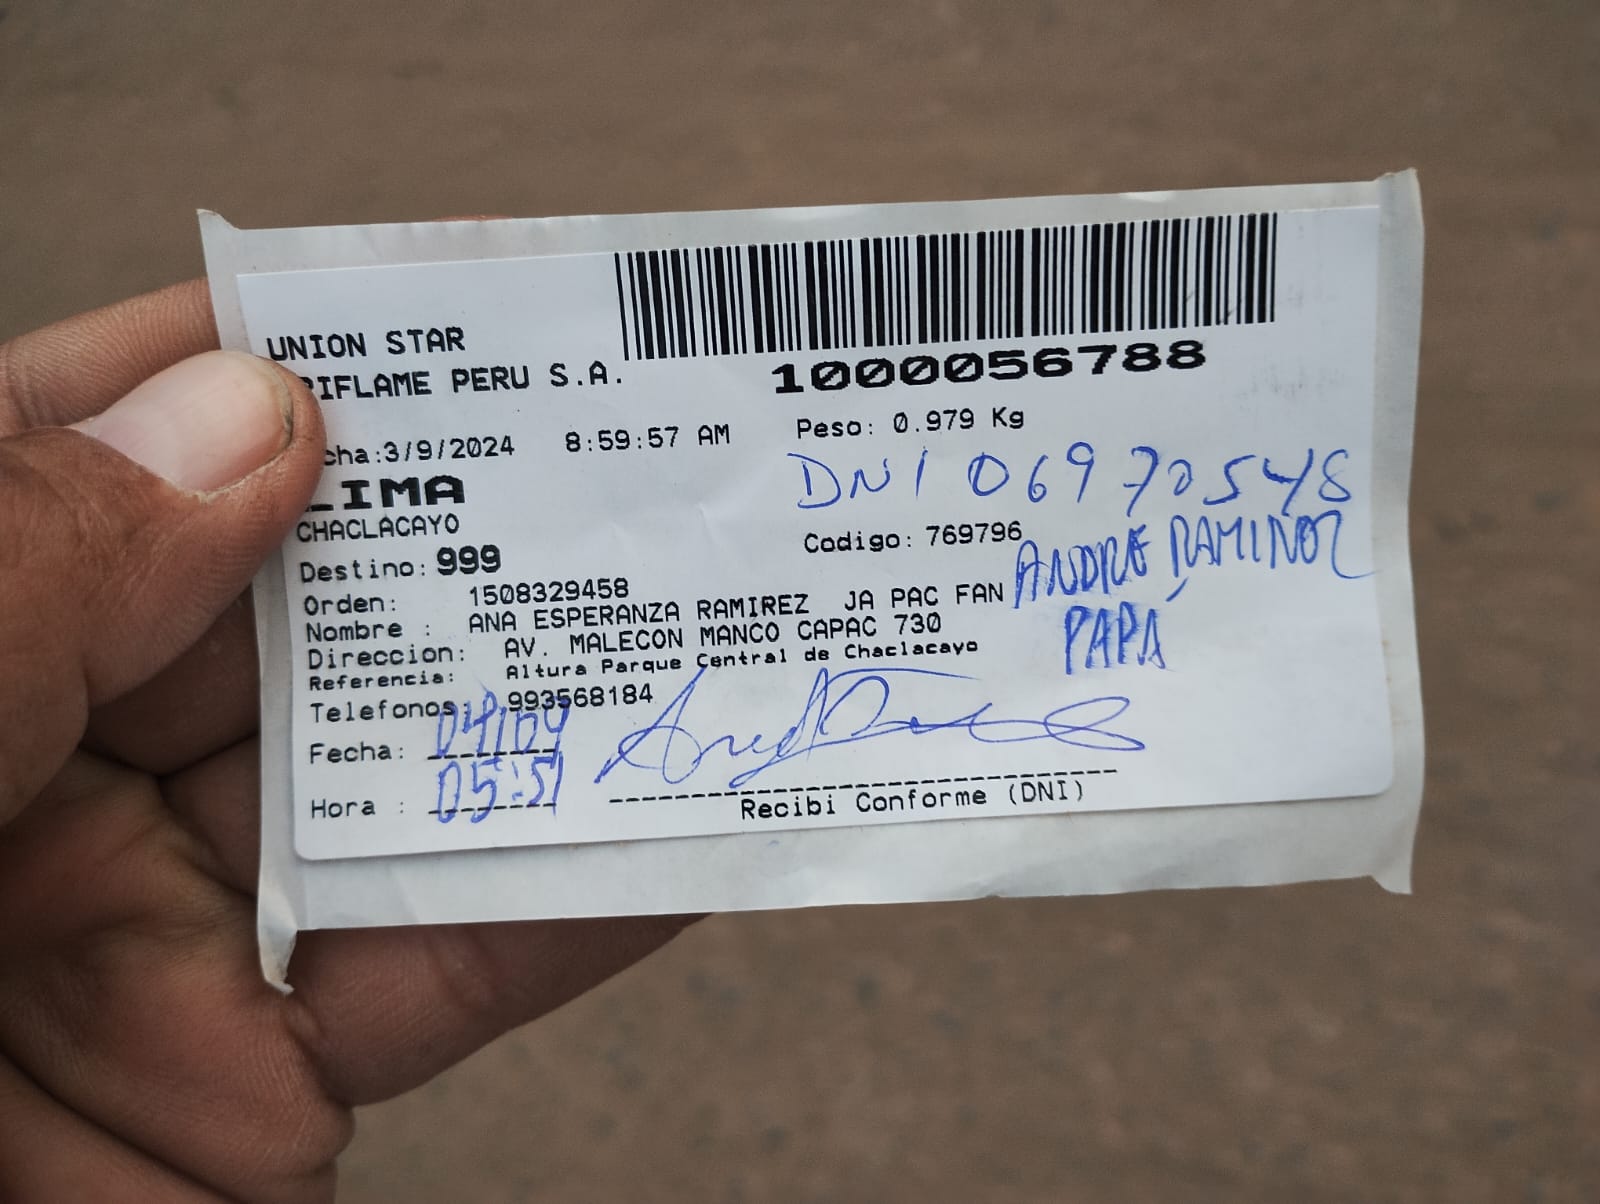 UNION STAR
RIFLAME PERU S.A.
1000056788
cha:3/9/2024 8:59:57 AM
Peso: 0.979 Kg
LIMA
DNI 06970548
CHACLACAYO
Codigo: 769796
Destino: 999
ANDRE RAMIREZ
Orden: 1508329458
Nombre : ANA ESPERANZA RAMIREZ JA PAC FAN
PAPÁ
Direccion: AV. MALECON MANCO CAPAC 730
Referencia: Altura Parque Central de Chaclacayo
Telefonos: 993568184
Fecha: 04/09
Hora : 05:51
Recibi Conforme (DNI)